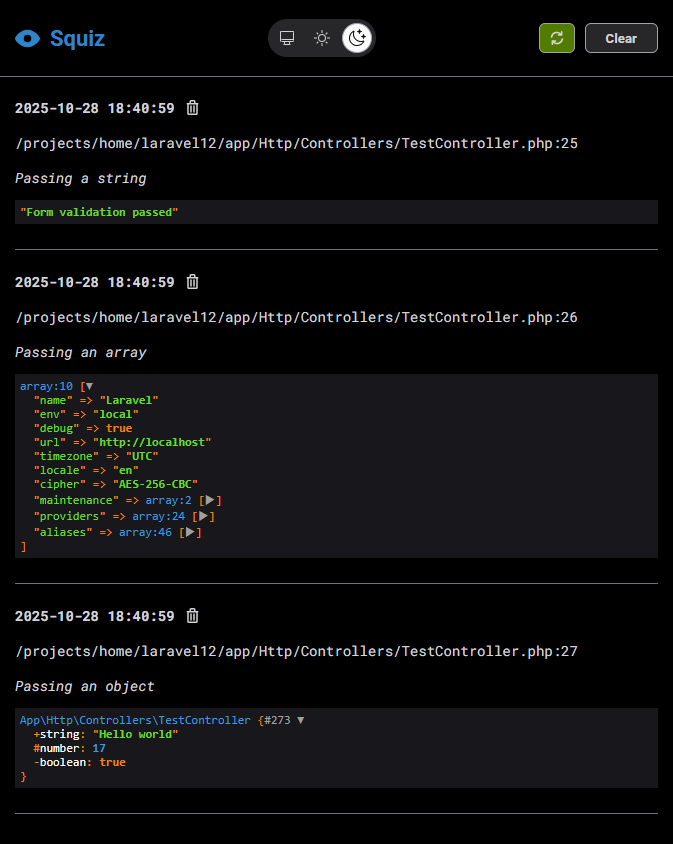 Squiz
Clear
2025-10-28 18:40:59
/projects/home/laravel12/app/Http/Controllers/TestController.php:25
Passing a string
"Form validation passed"
2025-10-28 18:40:59
/projects/home/laravel12/app/Http/Controllers/TestController.php:26
Passing an array
array:10 [▼
  "name" => "Laravel"
  "env" => "local"
  "debug" => true
  "url" => "http://localhost"
  "timezone" => "UTC"
  "locale" => "en"
  "cipher" => "AES-256-CBC"
  "maintenance" => array:2 [▶]
  "providers" => array:24 [▶]
  "aliases" => array:46 [▶]
]
2025-10-28 18:40:59
/projects/home/laravel12/app/Http/Controllers/TestController.php:27
Passing an object
App\Http\Controllers\TestController {#273 ▼
  +string: "Hello world"
  #number: 17
  -boolean: true
}